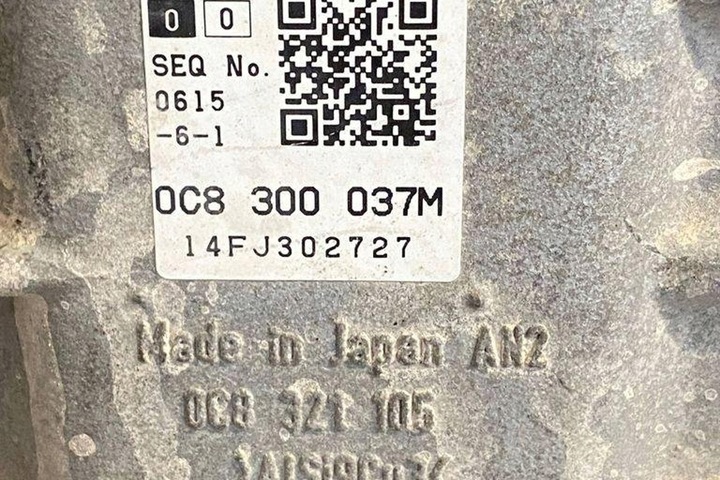 0 0
SEQ No.
0615
-6-1
0C8 300 037M
14FJ302727
Made in Japan AN2
0C8 321 105